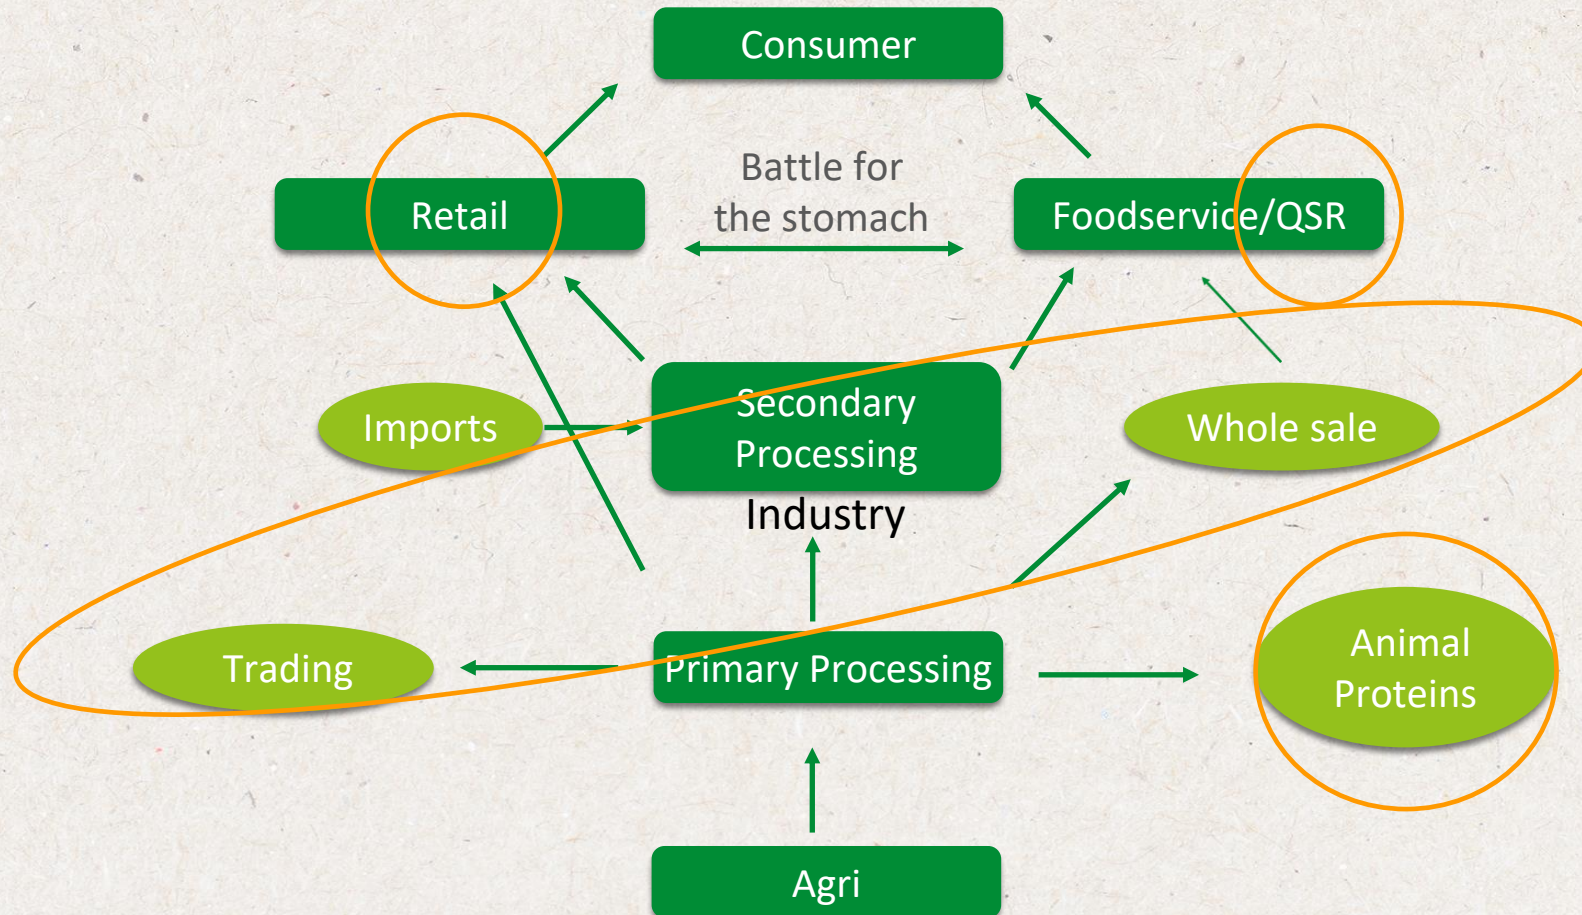 Consumer
Battle for
the stomach
Retail
Foodservice/QSR
Imports
Secondary
Processing
Whole sale
Industry
Trading
Primary Processing
Animal
Proteins
Agri